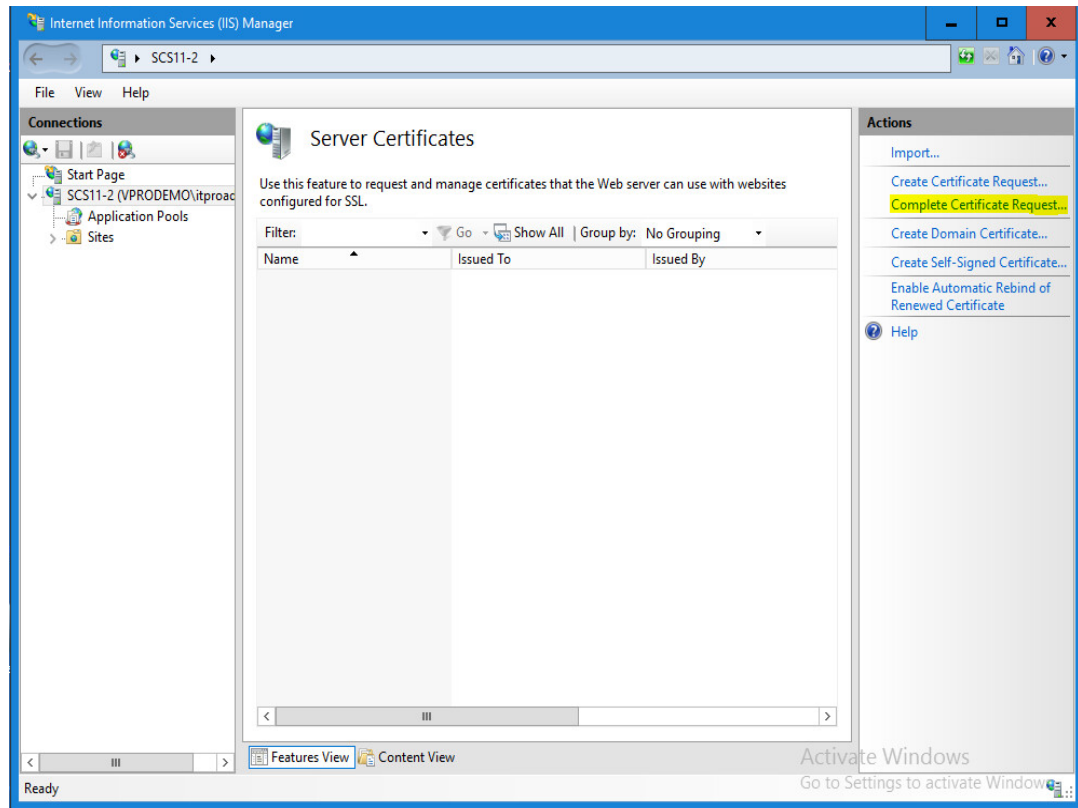 Internet Information Services (IIS) Manager
SCS11-2
File View Help
Connections
Start Page
SCS11-2 (VPRODEMO\itproad
Application Pools
Sites
Server Certificates
Use this feature to request and manage certificates that the Web server can use with websites
configured for SSL.
Filter: Go Show All Group by: No Grouping
Name Issued To Issued By
Features View Content View
Actions
Import...
Create Certificate Request...
Complete Certificate Request...
Create Domain Certificate...
Create Self-Signed Certificate...
Enable Automatic Rebind of
Renewed Certificate
Help
Activate Windows
Go to Settings to activate Windows
Ready